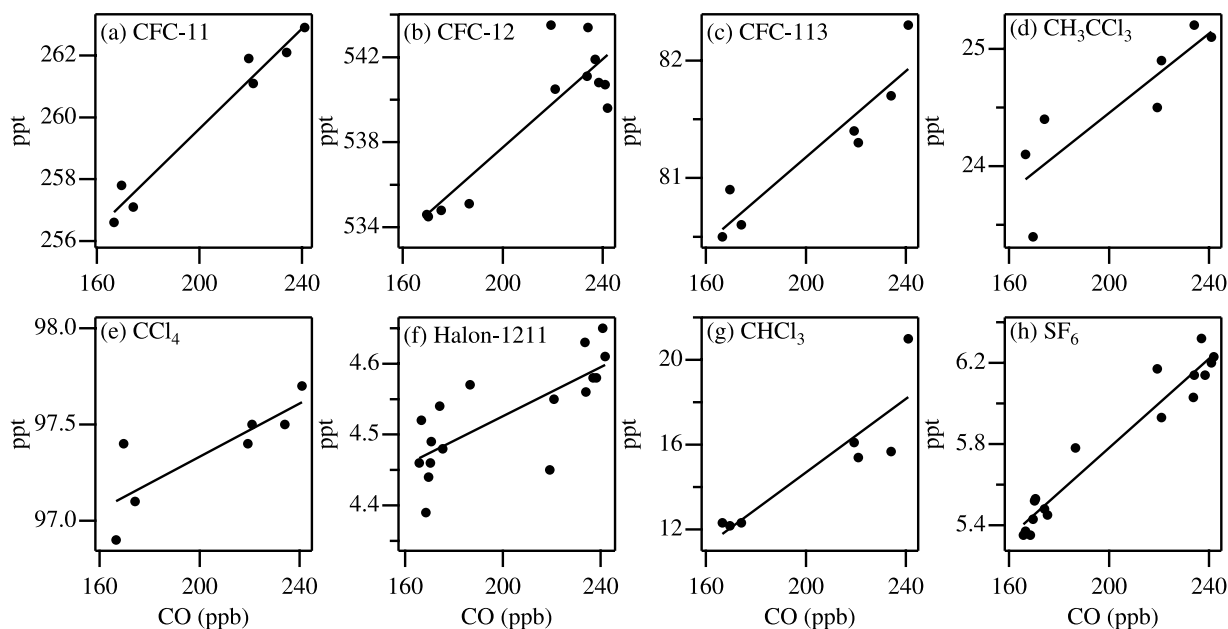 (a) CFC-11
(b) CFC-12
(c) CFC-113
(d) CH₃CCl₃
ppt
262
260
258
256
160
200
240
ppt
542
538
534
160
200
240
ppt
82
81
160
200
240
ppt
25
24
160
200
240
(e) CCl₄
(f) Halon-1211
(g) CHCl₃
(h) SF₆
ppt
98.0
97.5
97.0
160
200
240
CO (ppb)
ppt
4.6
4.5
4.4
160
200
240
CO (ppb)
ppt
20
16
12
160
200
240
CO (ppb)
ppt
6.2
5.8
5.4
160
200
240
CO (ppb)